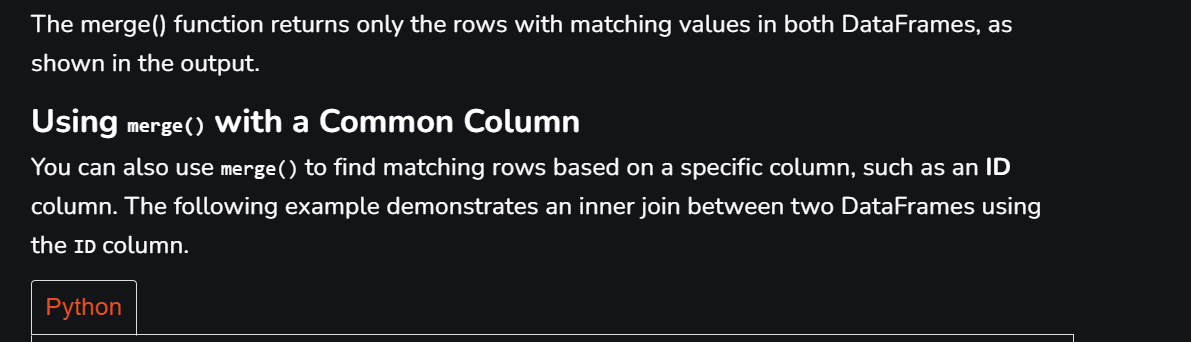 The merge() function returns only the rows with matching values in both DataFrames, as
shown in the output.
Using merge() with a Common Column
You can also use merge() to find matching rows based on a specific column, such as an ID
column. The following example demonstrates an inner join between two DataFrames using
the ID column.
Python